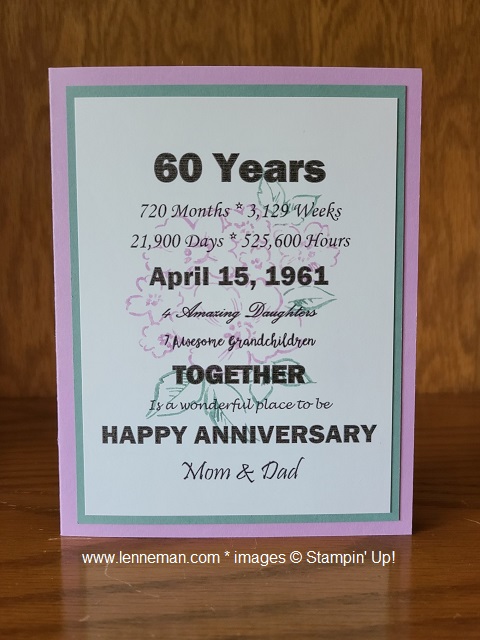 60 Years
720 Months * 3,129 Weeks
21,900 Days * 525,600 Hours
April 15, 1961
4 Amazing Daughters
7 Awesome Grandchildren
TOGETHER
Is a wonderful place to be
HAPPY ANNIVERSARY
Mom & Dad
www.lenneman.com * images © Stampin' Up!